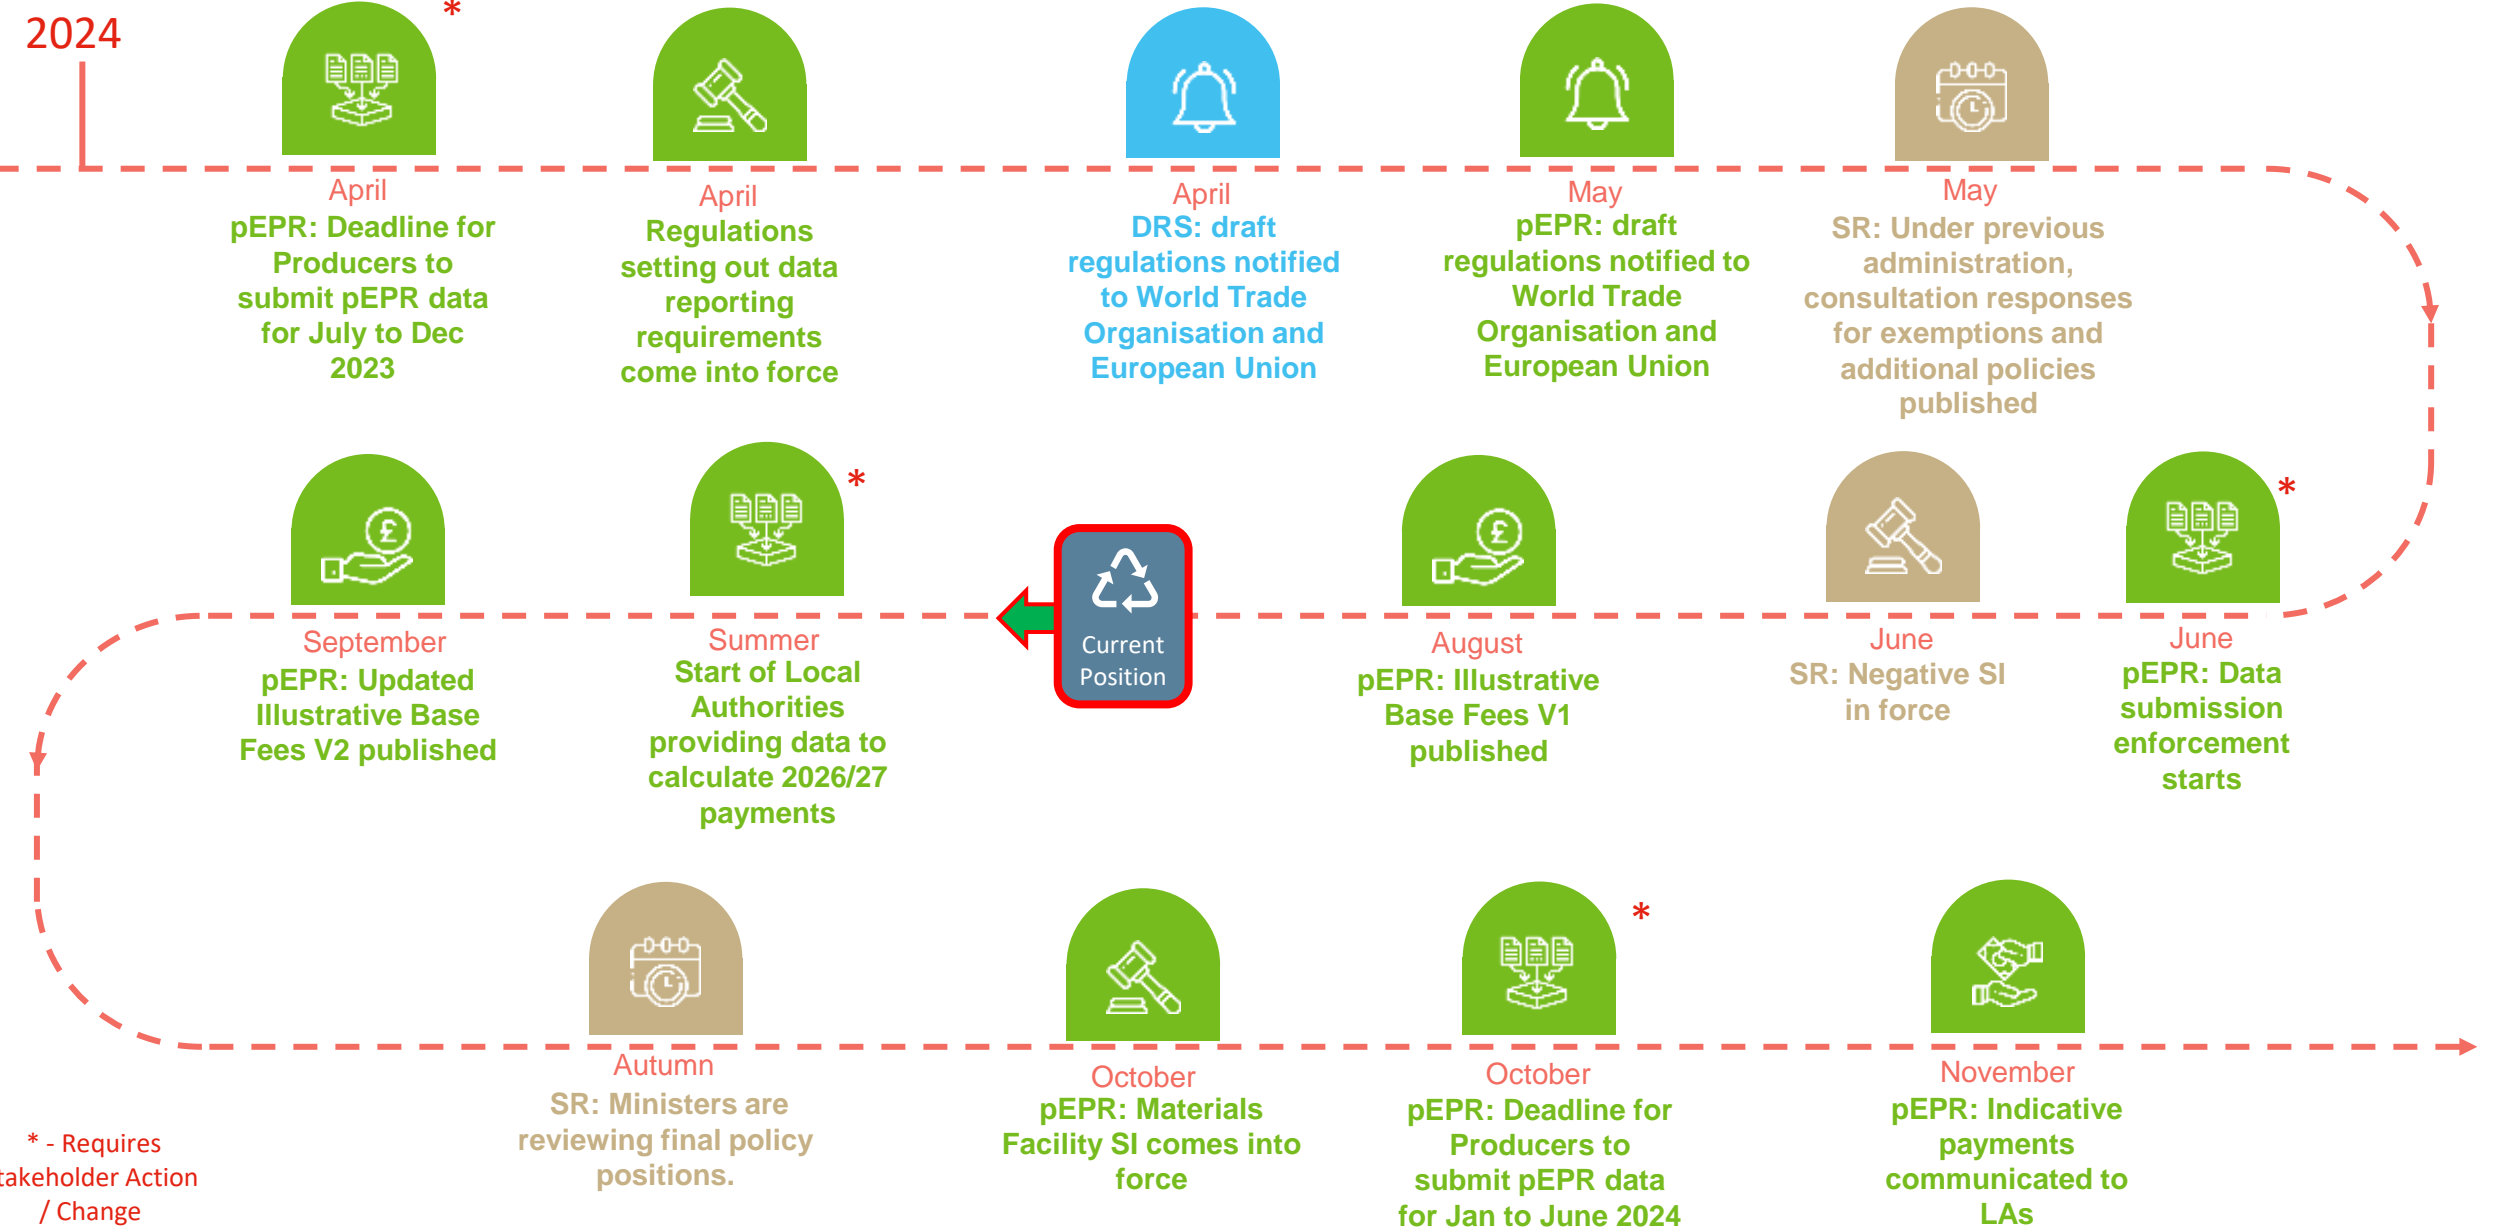 2024
*
April
pEPR: Deadline for
Producers to
submit pEPR data
for July to Dec
2023
April
Regulations
setting out data
reporting
requirements
come into force
April
DRS: draft
regulations notified
to World Trade
Organisation and
European Union
May
pEPR: draft
regulations notified to
World Trade
Organisation and
European Union
May
SR: Under previous
administration,
consultation responses
for exemptions and
additional policies
published
September
pEPR: Updated
Illustrative Base
Fees V2 published
*
Summer
Start of Local
Authorities
providing data to
calculate 2026/27
payments
Current
Position
August
pEPR: Illustrative
Base Fees V1
published
June
SR: Negative SI
in force
*
June
pEPR: Data
submission
enforcement
starts
Autumn
SR: Ministers are
reviewing final policy
positions.
October
pEPR: Materials
Facility SI comes into
force
*
October
pEPR: Deadline for
Producers to
submit pEPR data
for Jan to June 2024
November
pEPR: Indicative
payments
communicated to
LAs
* - Requires
takeholder Action
/ Change